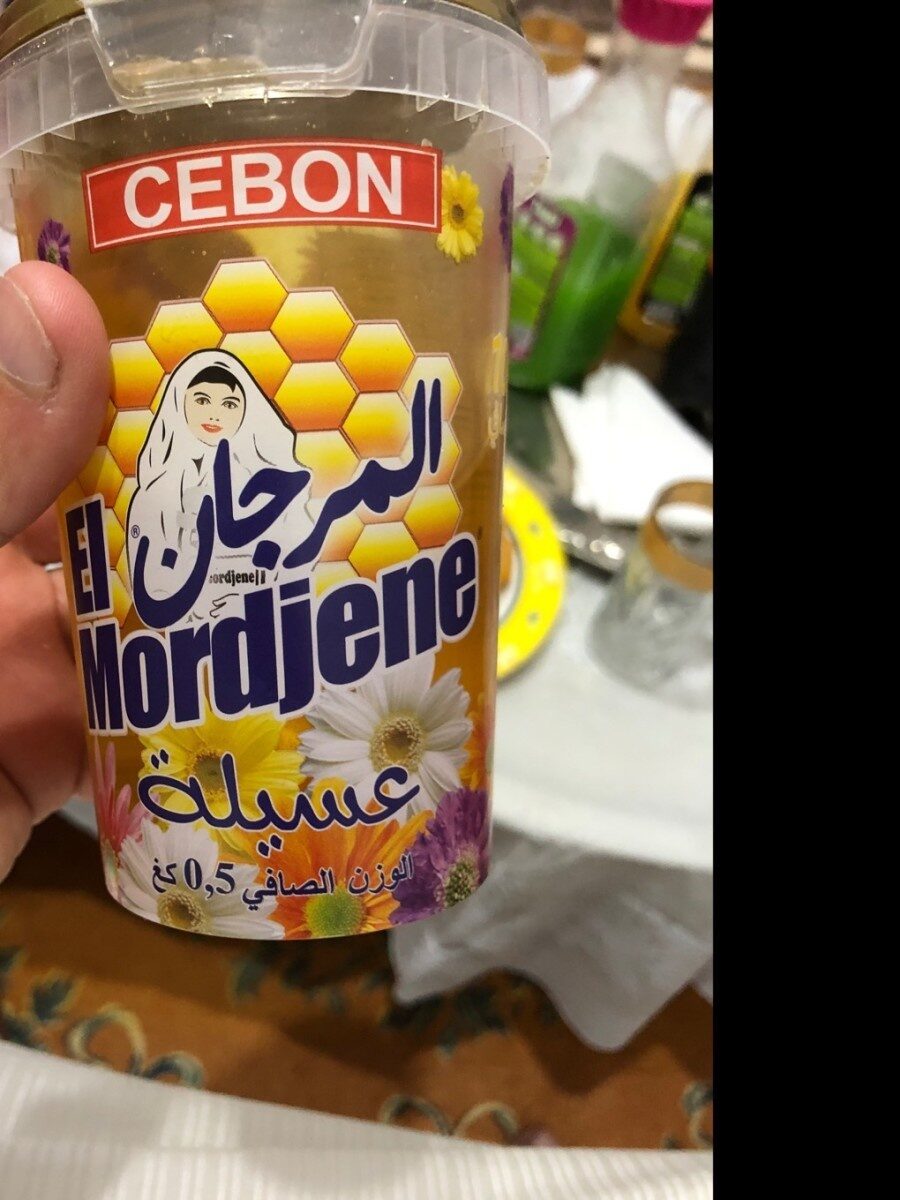 CEBON
المرجان
El
Mordjene
عسيلة
الوزن الصافي 0,5 كغ